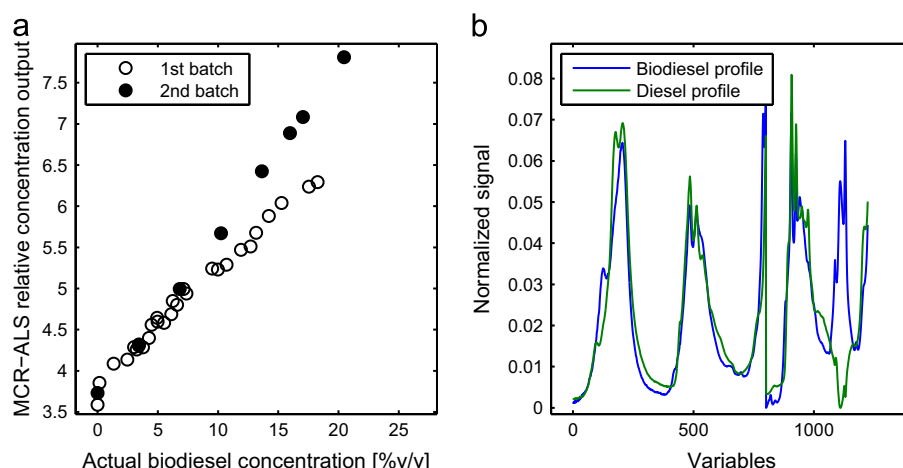 a
MCR−ALS relative concentration output
7.5
7
6.5
6
5.5
5
4.5
4
3.5
0 5 10 15 20 25
Actual biodiesel concentration [%v/v]
1st batch
2nd batch
b
Normalized signal
0.08
0.07
0.06
0.05
0.04
0.03
0.02
0.01
0
0 500 1000
Variables
Biodiesel profile
Diesel profile